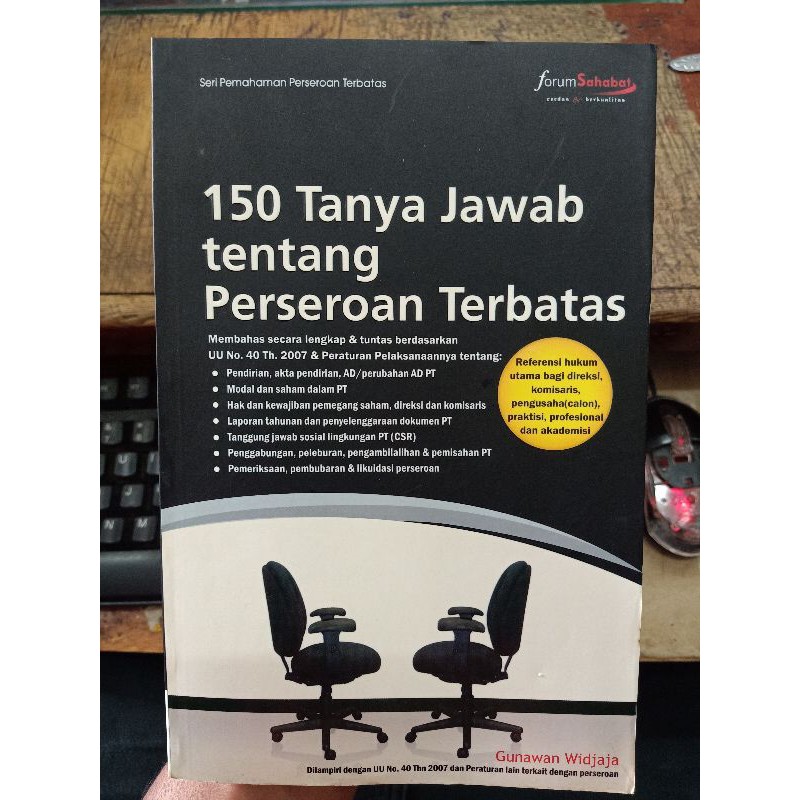 Seri Pemahaman Perseroan Terbatas
forumSahabat
cerdas & berkualitas
150 Tanya Jawab
tentang
Perseroan Terbatas
Membahas secara lengkap & tuntas berdasarkan
UU No. 40 Th. 2007 & Peraturan Pelaksanaannya tentang:
• Pendirian, akta pendirian, AD/perubahan AD PT
• Modal dan saham dalam PT
• Hak dan kewajiban pemegang saham, direksi dan komisaris
• Laporan tahunan dan penyelenggaraan dokumen PT
• Tanggung jawab sosial lingkungan PT (CSR)
• Penggabungan, peleburan, pengambilalihan & pemisahan PT
• Pemeriksaan, pembubaran & likuidasi perseroan
Referensi hukum
utama bagi direksi,
komisaris,
pengusaha(calon),
praktisi, profesional
dan akademisi
Gunawan Widjaja
Dilampiri dengan UU No. 40 Thn 2007 dan Peraturan lain terkait dengan perseroan